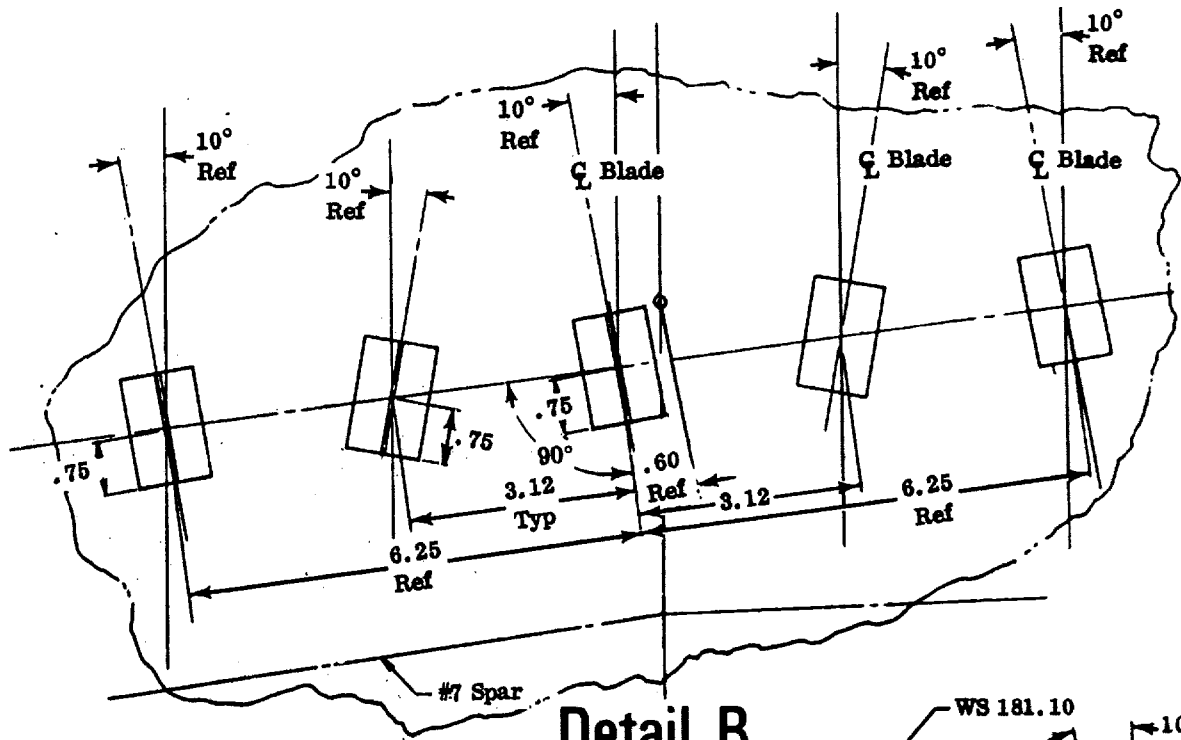 10°
Ref
10°
Ref
10°
Ref
℄ Blade
10°
Ref
℄ Blade
10°
Ref
℄ Blade
.75
.75
.75
90°
.60
Ref
3.12
Typ
3.12
6.25
Ref
6.25
Ref
#7 Spar
Detail B
WS 181.10